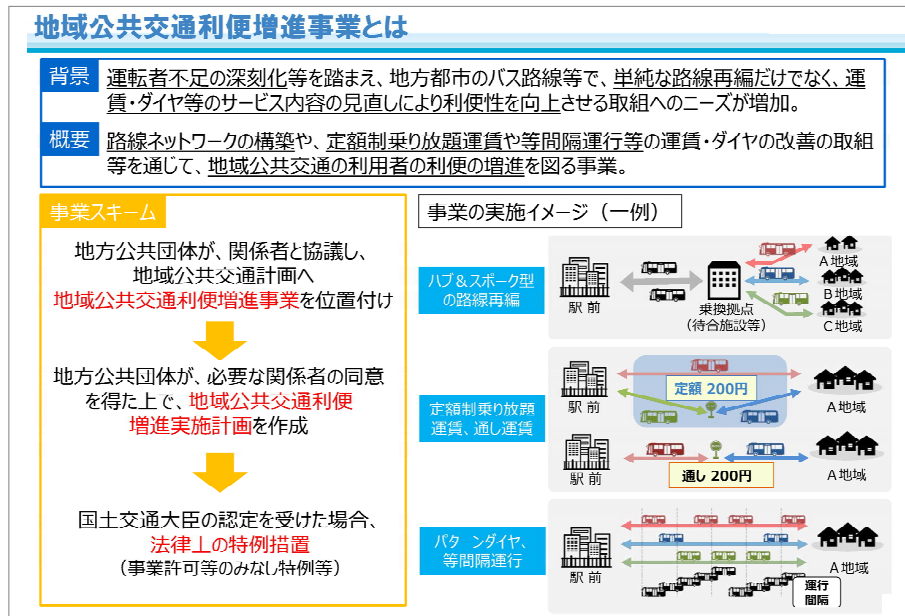 地域公共交通利便増進事業とは
背景
運転者不足の深刻化等を踏まえ、地方都市のバス路線等で、単純な路線再編だけでなく、運
賃・ダイヤ等のサービス内容の見直しにより利便性を向上させる取組へのニーズが増加。
概要
路線ネットワークの構築や、定額制乗り放題運賃や等間隔運行等の運賃・ダイヤの改善の取組
等を通じて、地域公共交通の利用者の利便の増進を図る事業。
事業スキーム
地方公共団体が、関係者と協議し、
地域公共交通計画へ
地域公共交通利便増進事業を位置付け
地方公共団体が、必要な関係者の同意
を得た上で、地域公共交通利便
増進実施計画を作成
国土交通大臣の認定を受けた場合、
法律上の特例措置
（事業許可等のみなし特例等）
事業の実施イメージ（一例）
ハブ＆スポーク型
の路線再編
駅 前
乗換拠点
(待合施設等)
A 地域
B 地域
C 地域
定額制乗り放題
運賃、通し運賃
駅 前
定額 200円
A 地域
駅 前
通し 200円
A 地域
パターンダイヤ、
等間隔運行
駅 前
A 地域
運行
間隔